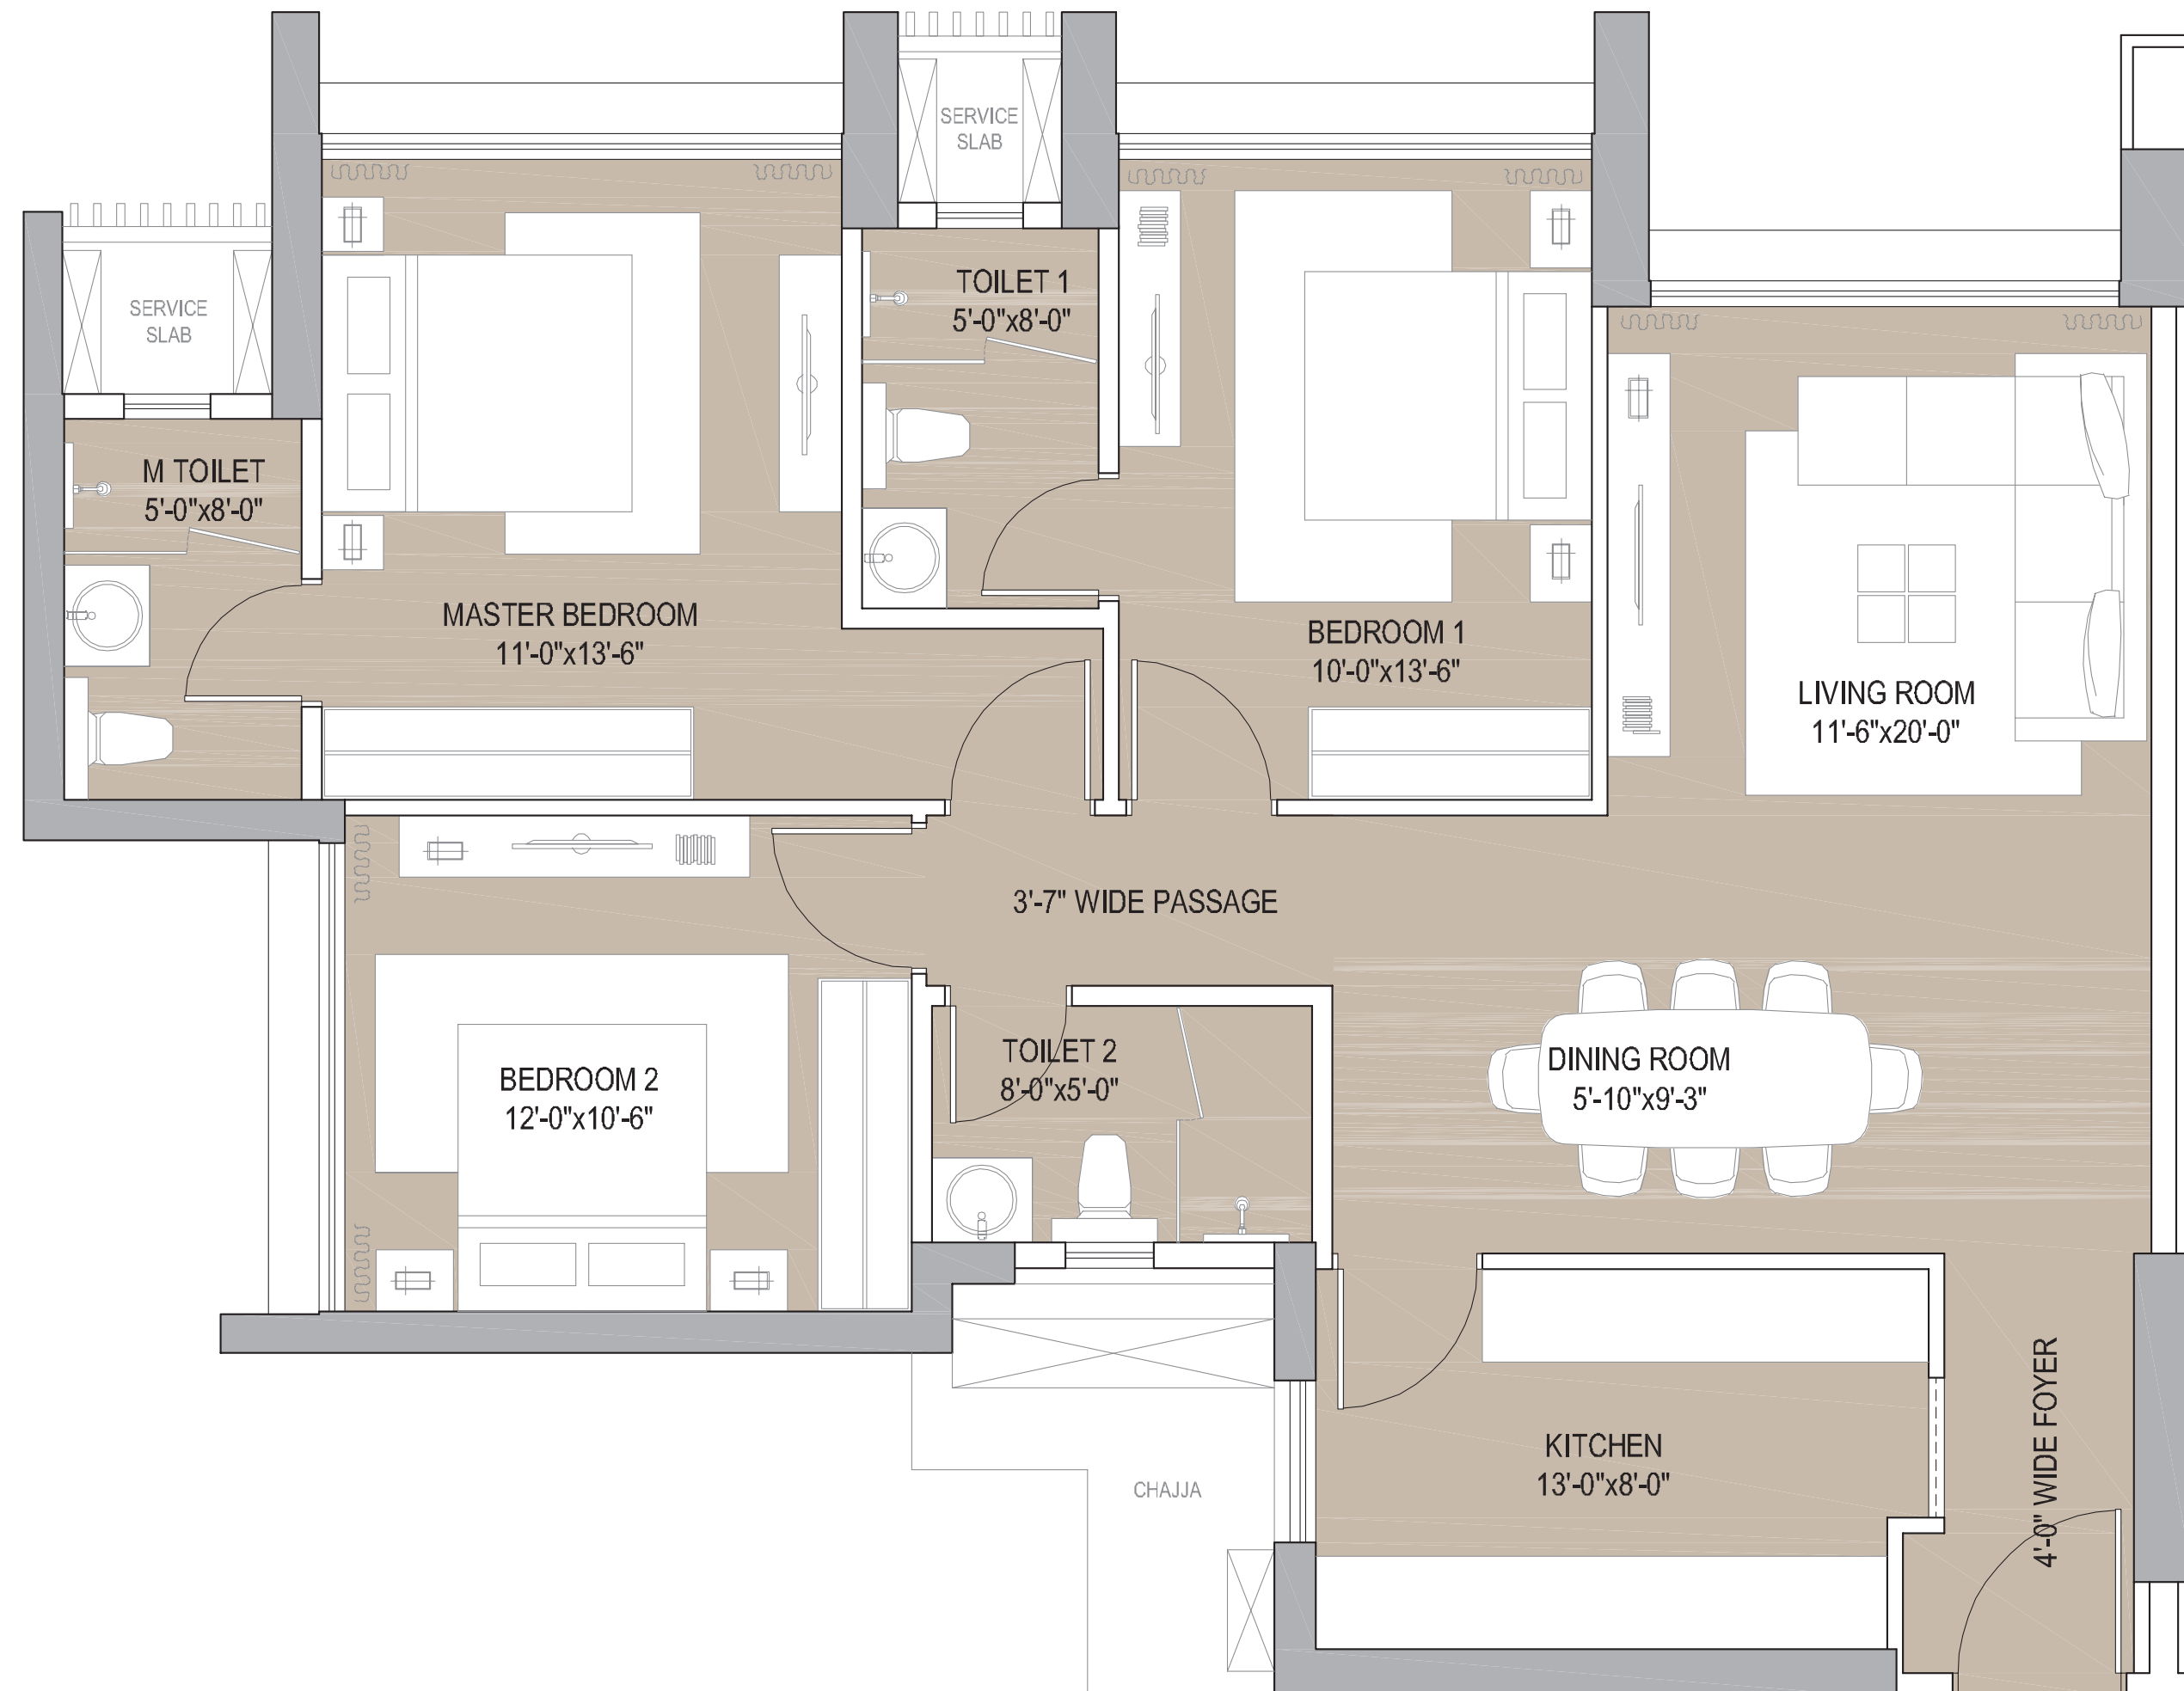 SERVICE
SLAB
SERVICE
SLAB
TOILET 1
5'-0"x8'-0"
M TOILET
5'-0"x8'-0"
MASTER BEDROOM
11'-0"x13'-6"
BEDROOM 1
10'-0"x13'-6"
LIVING ROOM
11'-6"x20'-0"
3'-7" WIDE PASSAGE
BEDROOM 2
12'-0"x10'-6"
TOILET 2
8'-0"x5'-0"
DINING ROOM
5'-10"x9'-3"
KITCHEN
13'-0"x8'-0"
4'-0" WIDE FOYER
CHAJJA